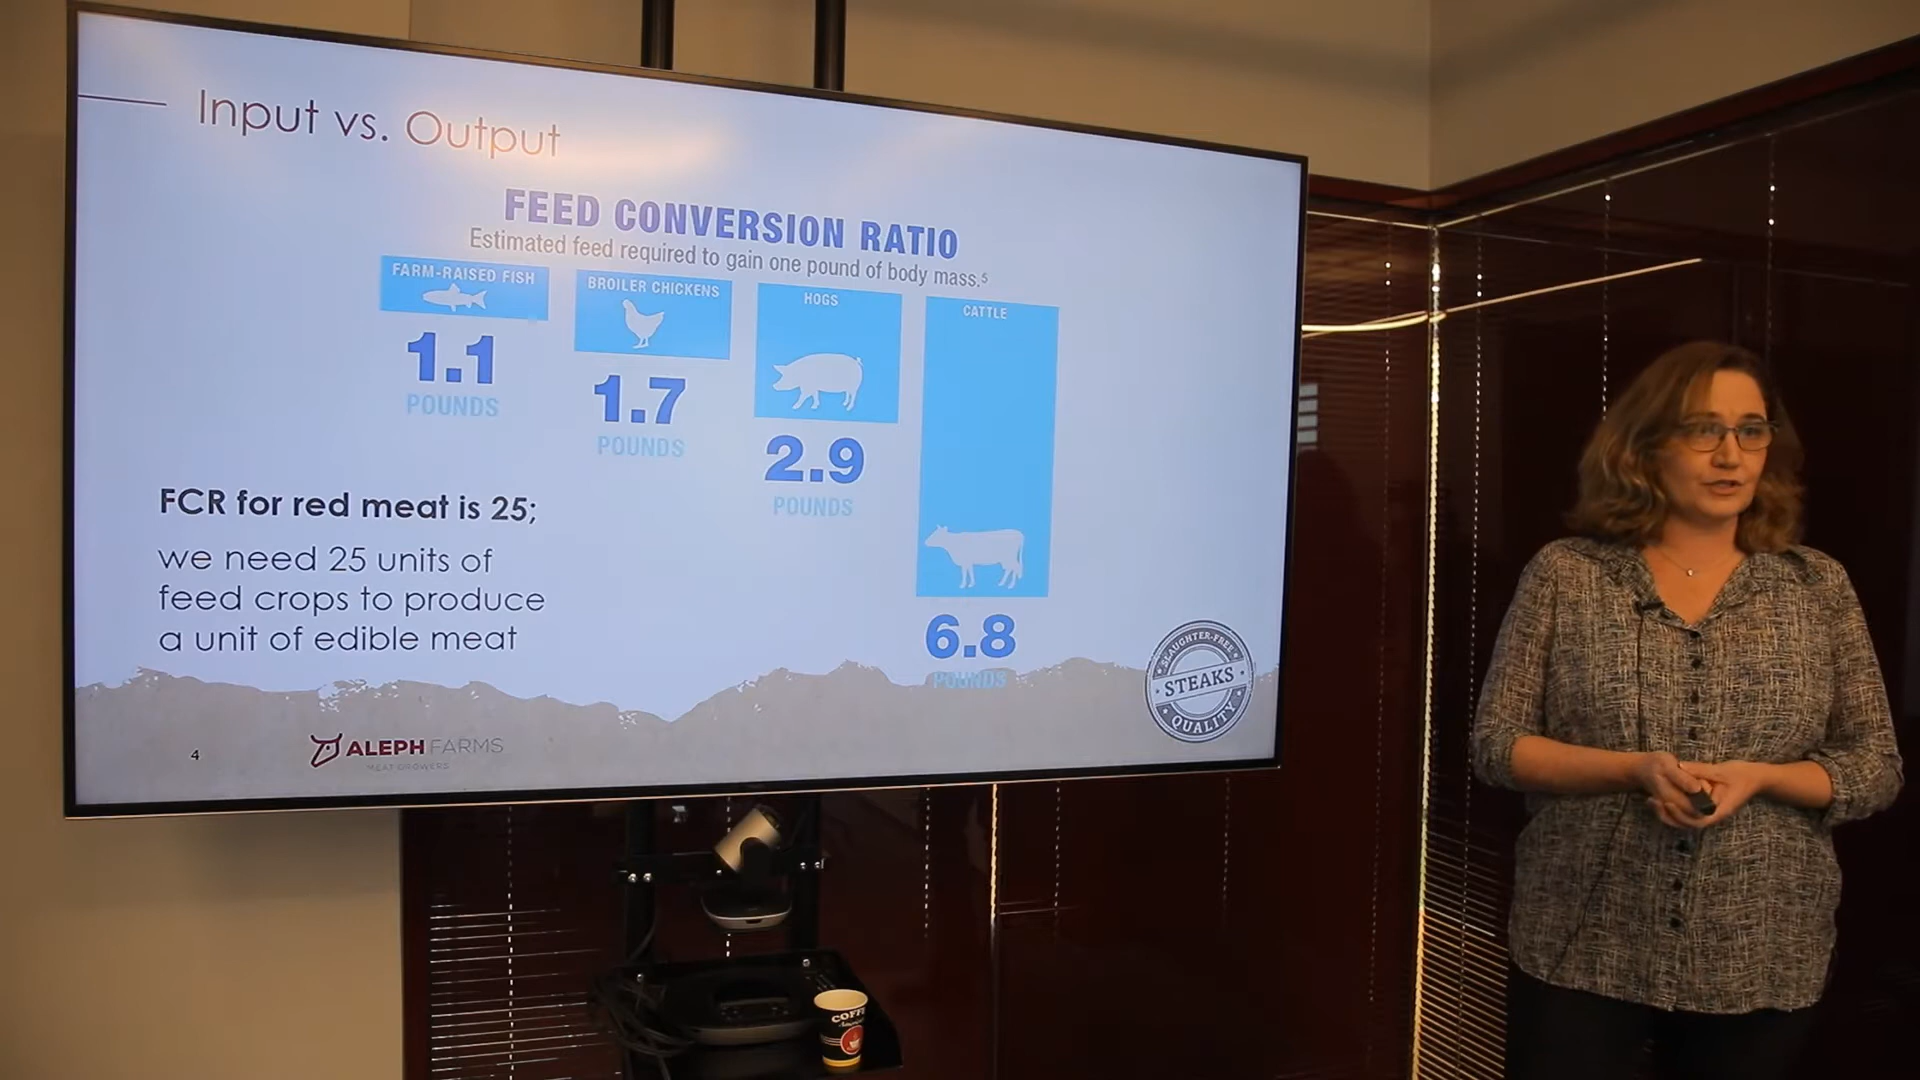 Input vs. Output
FEED CONVERSION RATIO
Estimated feed required to gain one pound of body mass.⁵
FARM-RAISED FISH
1.1
POUNDS
BROILER CHICKENS
1.7
POUNDS
HOGS
2.9
POUNDS
CATTLE
6.8
POUNDS
FCR for red meat is 25;
we need 25 units of
feed crops to produce
a unit of edible meat
SLAUGHTER-FREE
STEAKS
QUALITY
4
ALEPH FARMS
MEAT GROWERS
COFFE